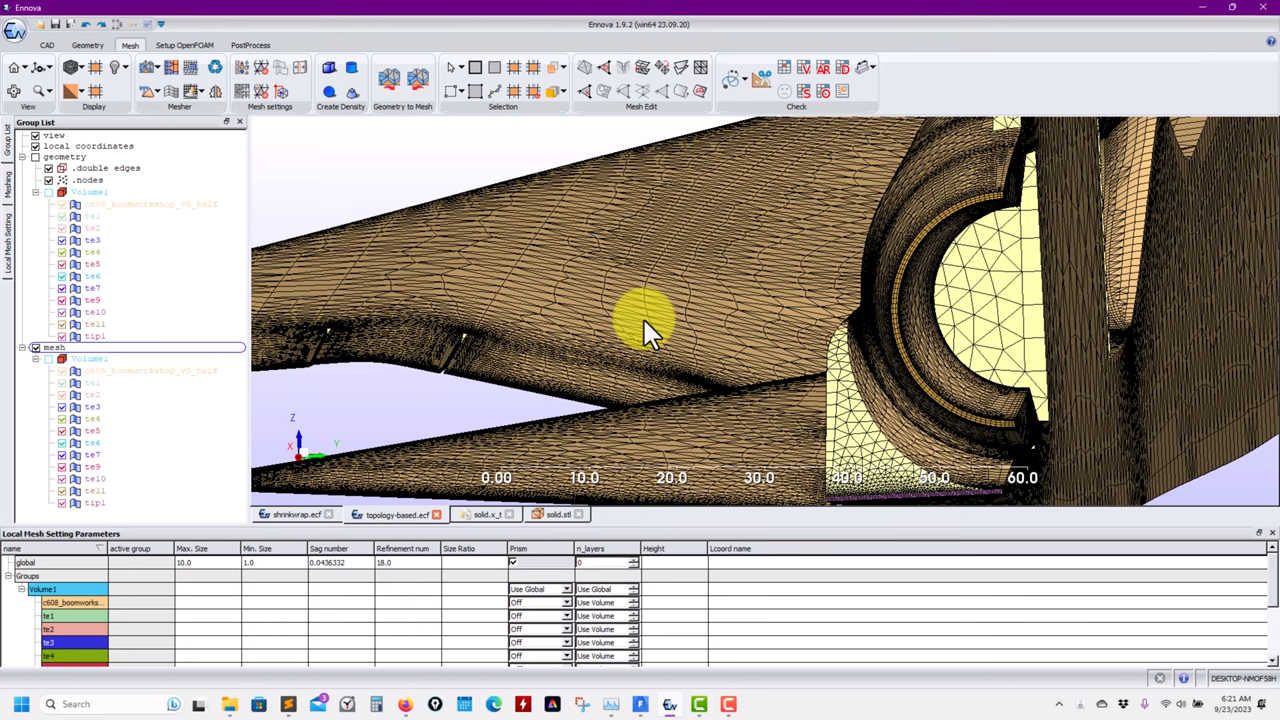 Ennova
Ennova 1.9.2 (win64 23.09.20)
CAD Geometry Mesh Setup OpenFOAM PostProcess
View Display Mesher Mesh settings Create Density Geometry to Mesh Selection Mesh Edit Check
Group List
Group List
Meshing
Local Mesh Setting
view
local coordinates
geometry
.double edges
.nodes
Volume1
c608_boomworkshop_v5_half
te1
te2
te3
te4
te5
te6
te7
te9
te10
te11
tip1
mesh
Volume1
c608_boomworkshop_v5_half
te1
te2
te3
te4
te5
te6
te7
te9
te10
te11
tip1
Z
X Y
0.00 10.0 20.0 30.0 40.0 50.0 60.0
shrinkwrap.ecf topology-based.ecf solid.x_t solid.stl
Local Mesh Setting Parameters
name active group Max. Size Min. Size Sag number Refinement num Size Ratio Prism n_layers Height Lcoord name
global 10.0 1.0 0.0436332 18.0 0
Groups
Volume1 Use Global Use Global
c608_boomworks... Off Use Volume
te1 Off Use Volume
te2 Off Use Volume
te3 Off Use Volume
te4 Off Use Volume
DESKTOP-NMOF58H
Search
3
9:21 AM
9/23/2023